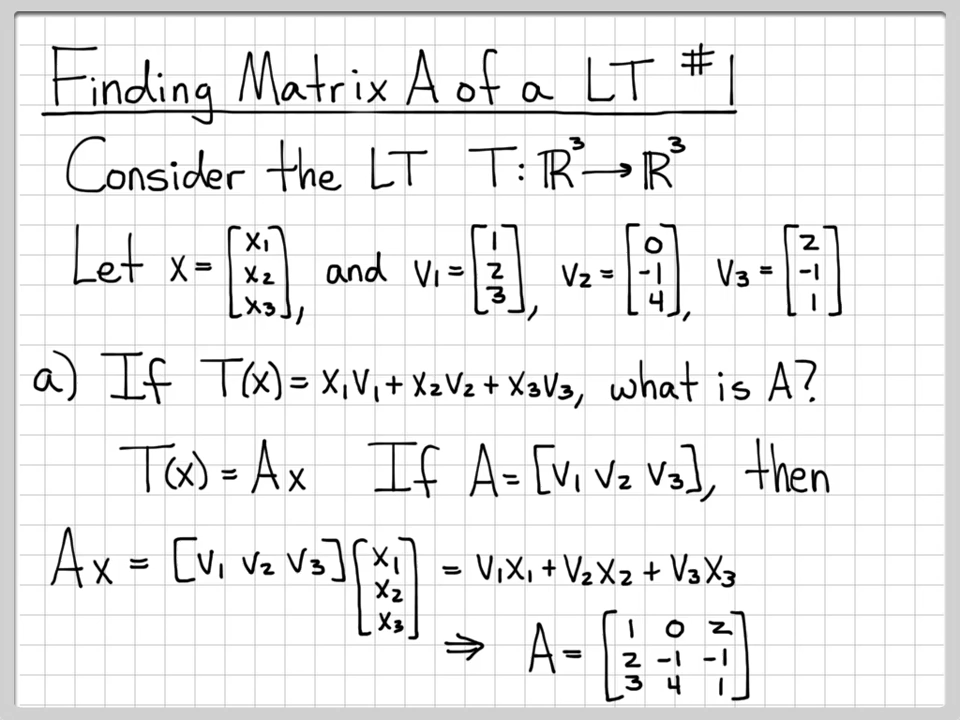 Finding Matrix A of a LT #1
Consider the LT T: ℝ³ → ℝ³
Let x = [x1 x2 x3], and v1 = [1 2 3], v2 = [0 -1 4], v3 = [2 -1 1]
a) If T(x) = x1v1 + x2v2 + x3v3, what is A?
T(x) = Ax If A = [v1 v2 v3], then
Ax = [v1 v2 v3] [x1 x2 x3] = v1x1 + v2x2 + v3x3
⇒ A = [1 0 2
2 -1 -1
3 4 1]